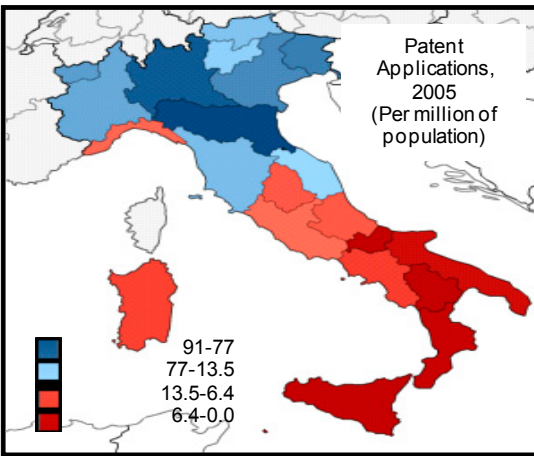 Patent
Applications,
2005
(Per million of
population)
91-77
77-13.5
13.5-6.4
6.4-0.0